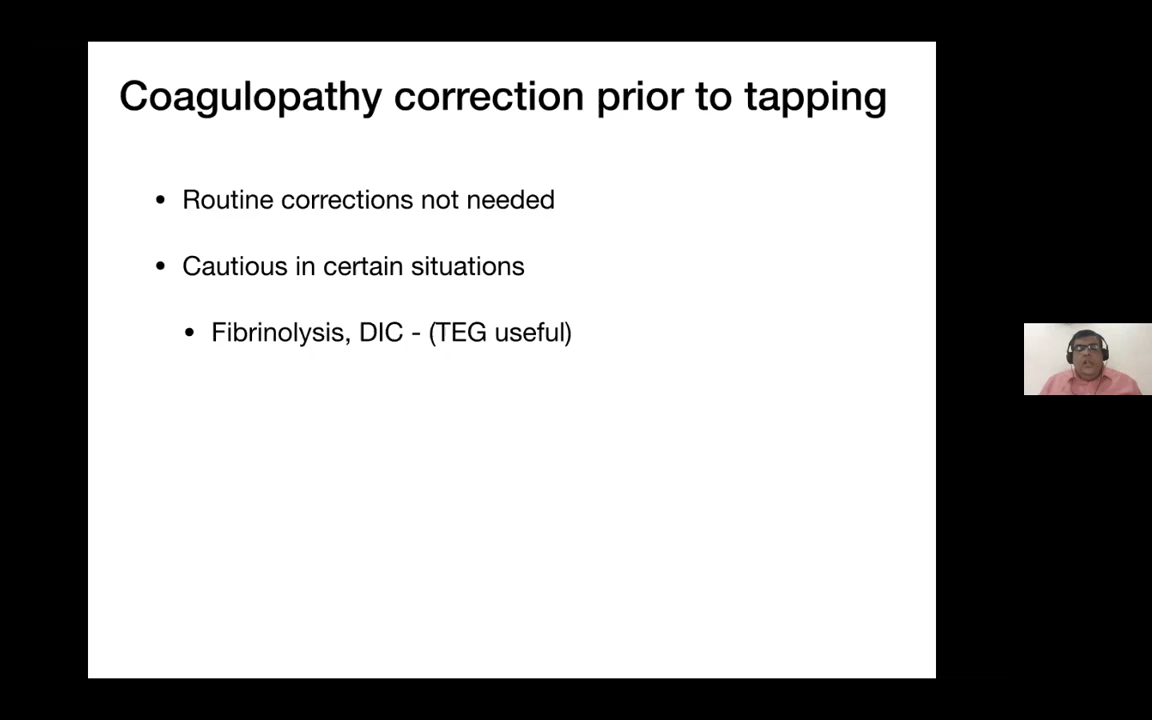 Coagulopathy correction prior to tapping
• Routine corrections not needed
• Cautious in certain situations
• Fibrinolysis, DIC - (TEG useful)